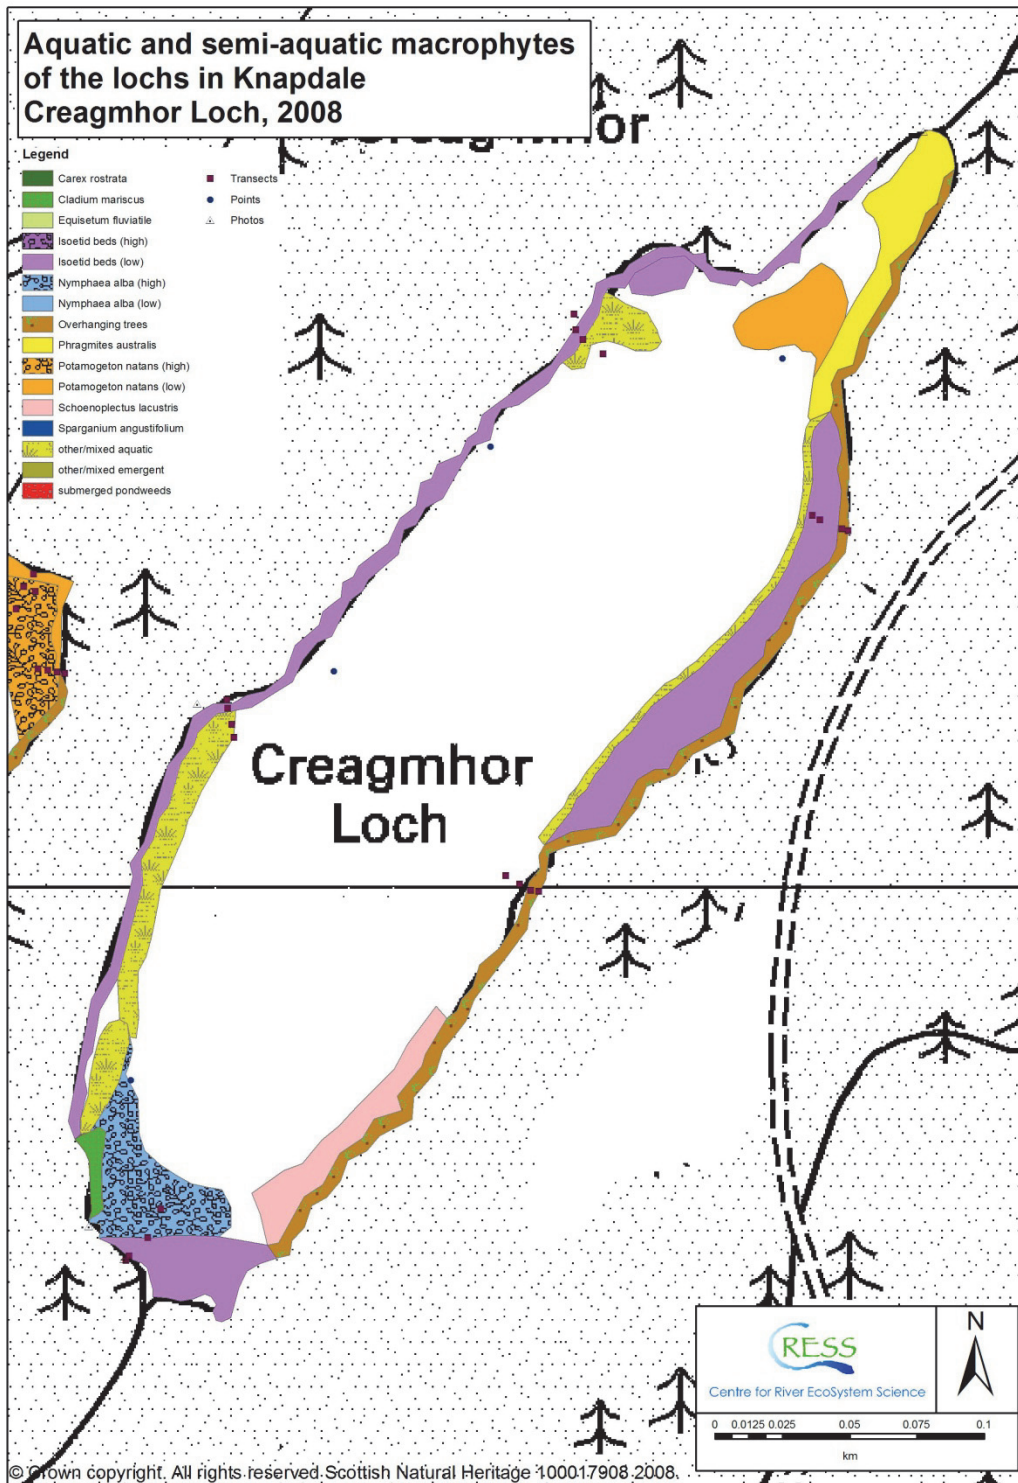 Aquatic and semi-aquatic macrophytes
of the lochs in Knapdale
Creagmhor Loch, 2008
Legend
Carex rostrata
Cladium mariscus
Equisetum fluviatile
Isoetid beds (high)
Isoetid beds (low)
Nymphaea alba (high)
Nymphaea alba (low)
Overhanging trees
Phragmites australis
Potamogeton natans (high)
Potamogeton natans (low)
Schoenoplectus lacustris
Sparganium angustifolium
other/mixed aquatic
other/mixed emergent
submerged pondweeds
Transects
Points
Photos
Creagmhor
Creagmhor
Loch
CRESS
Centre for River EcoSystem Science
N
0 0.0125 0.025 0.05 0.075 0.1
km
© Crown copyright. All rights reserved Scottish Natural Heritage 100017908 2008.